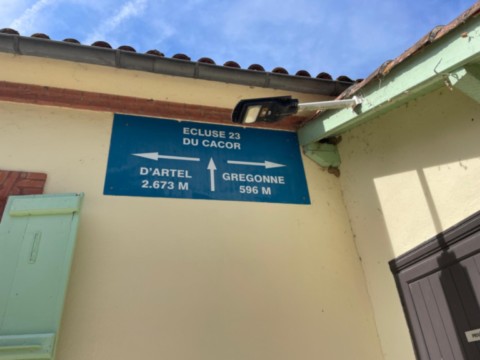 ECLUSE 23
DU CACOR
D'ARTEL GREGONNE
2.673 M 596 M